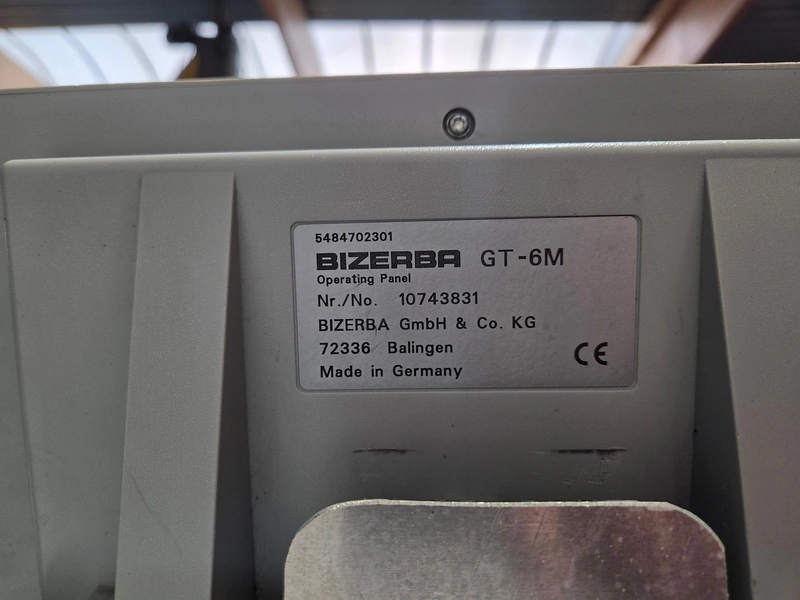 5484702301
BIZERBA GT-6M
Operating Panel
Nr./No. 10743831
BIZERBA GmbH & Co. KG
72336 Balingen
Made in Germany
CE